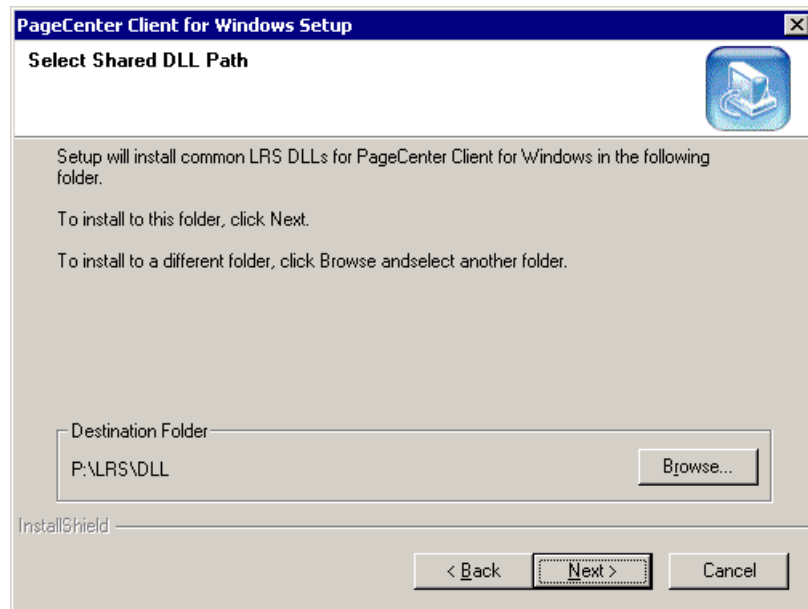 PageCenter Client for Windows Setup
Select Shared DLL Path
Setup will install common LRS DLLs for PageCenter Client for Windows in the following
folder.
To install to this folder, click Next.
To install to a different folder, click Browse andselect another folder.
Destination Folder
P:\LRS\DLL
Browse...
InstallShield
< Back
Next >
Cancel